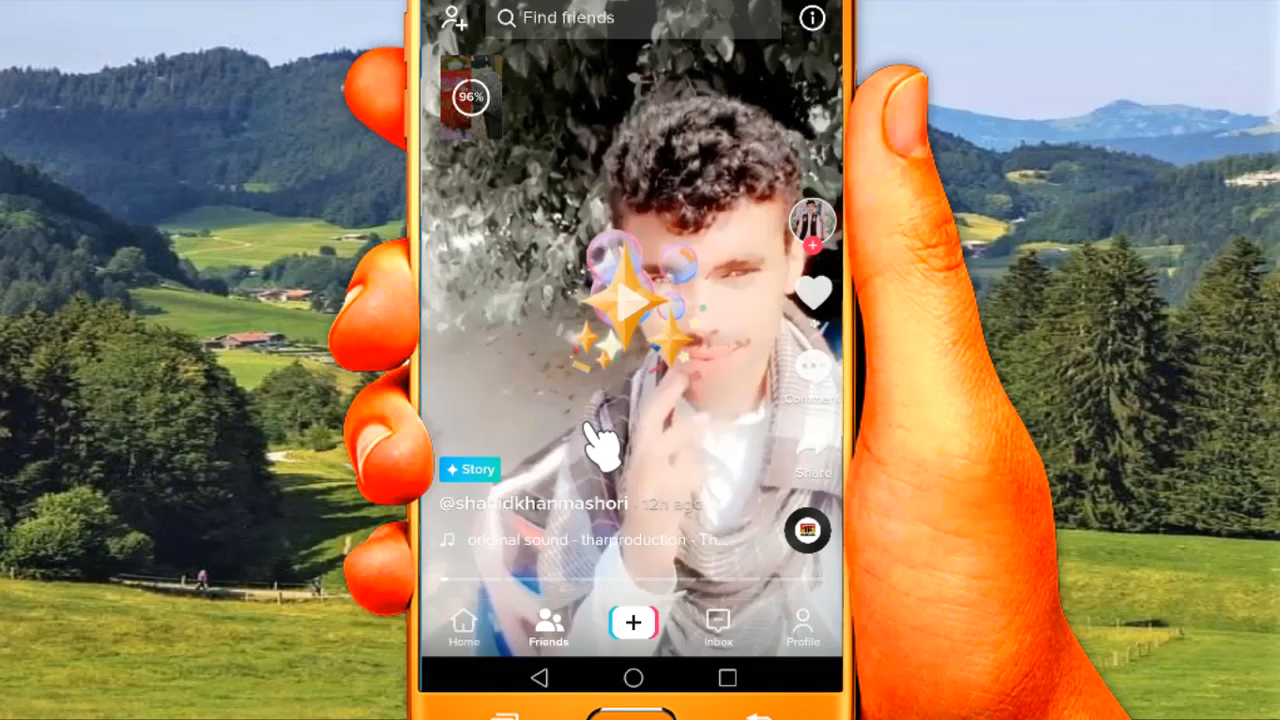 Find friends
96%
Comment
Share
Story
@shahidkhanmashori · 12h ago
original sound - tharproduction - Th...
Home
Friends
Inbox
Profile